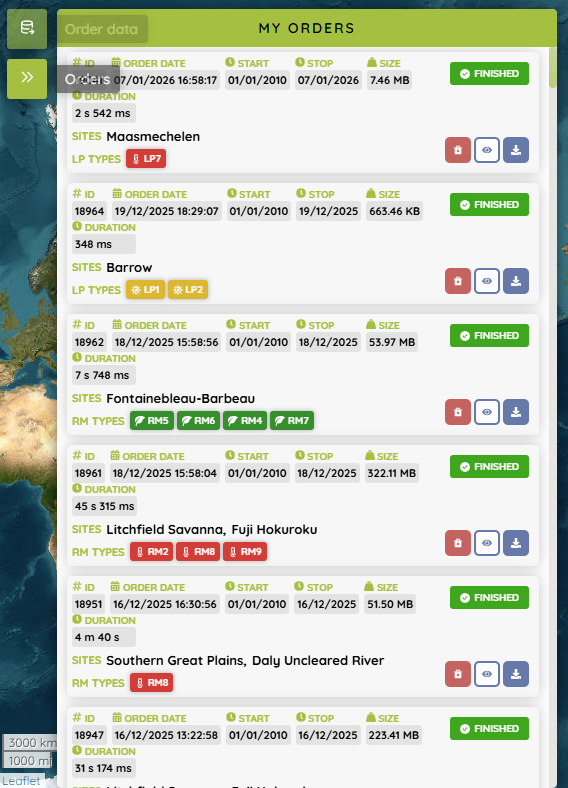 Order data
MY ORDERS
Orders
ID ORDER DATE START STOP SIZE
07/01/2026 16:58:17 01/01/2010 07/01/2026 7.46 MB
FINISHED
DURATION
2 s 542 ms
SITES Maasmechelen
LP TYPES LP7
ID ORDER DATE START STOP SIZE
18964 19/12/2025 18:29:07 01/01/2010 19/12/2025 663.46 KB
FINISHED
DURATION
348 ms
SITES Barrow
LP TYPES LP1 LP2
ID ORDER DATE START STOP SIZE
18962 18/12/2025 15:58:56 01/01/2010 18/12/2025 53.97 MB
FINISHED
DURATION
7 s 748 ms
SITES Fontainebleau-Barbeau
RM TYPES RM5 RM6 RM4 RM7
ID ORDER DATE START STOP SIZE
18961 18/12/2025 15:58:04 01/01/2010 18/12/2025 322.11 MB
FINISHED
DURATION
45 s 315 ms
SITES Litchfield Savanna, Fuji Hokuroku
RM TYPES RM2 RM8 RM9
ID ORDER DATE START STOP SIZE
18951 16/12/2025 16:30:56 01/01/2010 16/12/2025 51.50 MB
FINISHED
DURATION
4 m 40 s
SITES Southern Great Plains, Daly Uncleared River
RM TYPES RM8
ID ORDER DATE START STOP SIZE
18947 16/12/2025 13:22:58 01/01/2010 16/12/2025 223.41 MB
FINISHED
DURATION
31 s 174 ms
3000 km
1000 mi
Leaflet